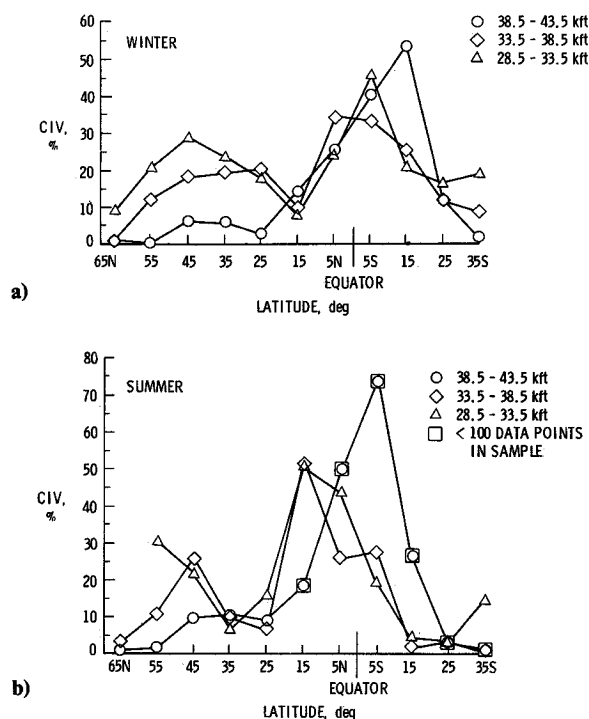 60
50
40
CIV,
%
30
20
10
0
WINTER
38.5 - 43.5 kft
33.5 - 38.5 kft
28.5 - 33.5 kft
65N 55 45 35 25 15 5N 5S 15 25 35S
EQUATOR
LATITUDE, deg
a)
80
70
60
50
CIV,
%
40
30
20
10
0
SUMMER
38.5 - 43.5 kft
33.5 - 38.5 kft
28.5 - 33.5 kft
< 100 DATA POINTS
IN SAMPLE
65N 55 45 35 25 15 5N 5S 15 25 35S
EQUATOR
LATITUDE, deg
b)